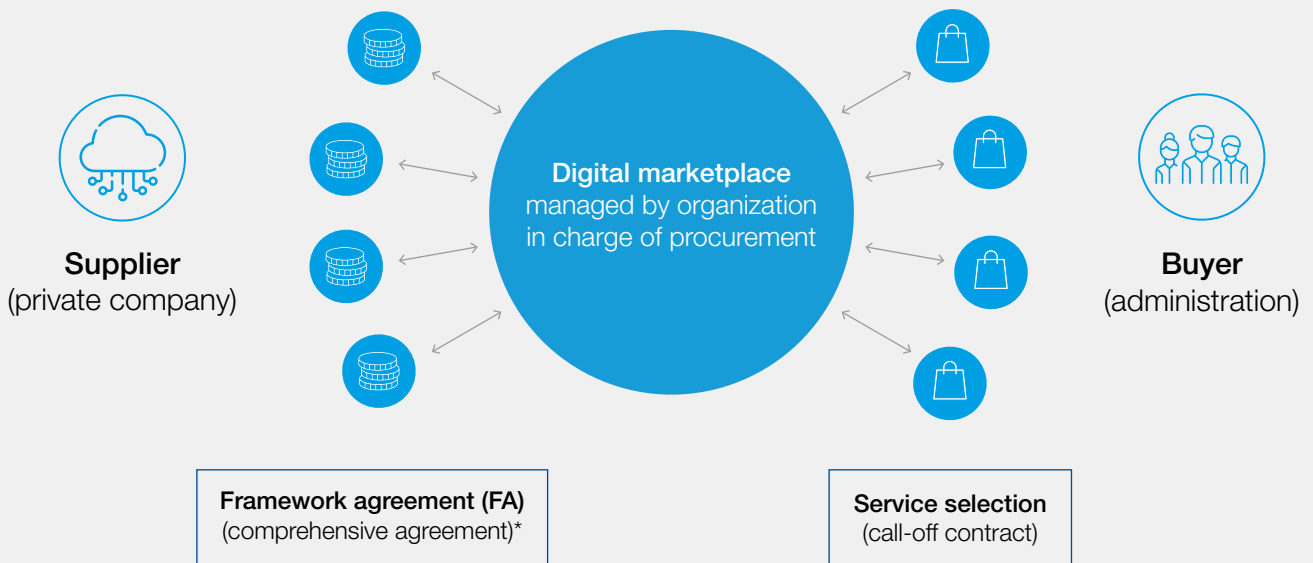 Digital marketplace
managed by organization
in charge of procurement
Supplier
(private company)
Buyer
(administration)
Framework agreement (FA)
(comprehensive agreement)*
Service selection
(call-off contract)